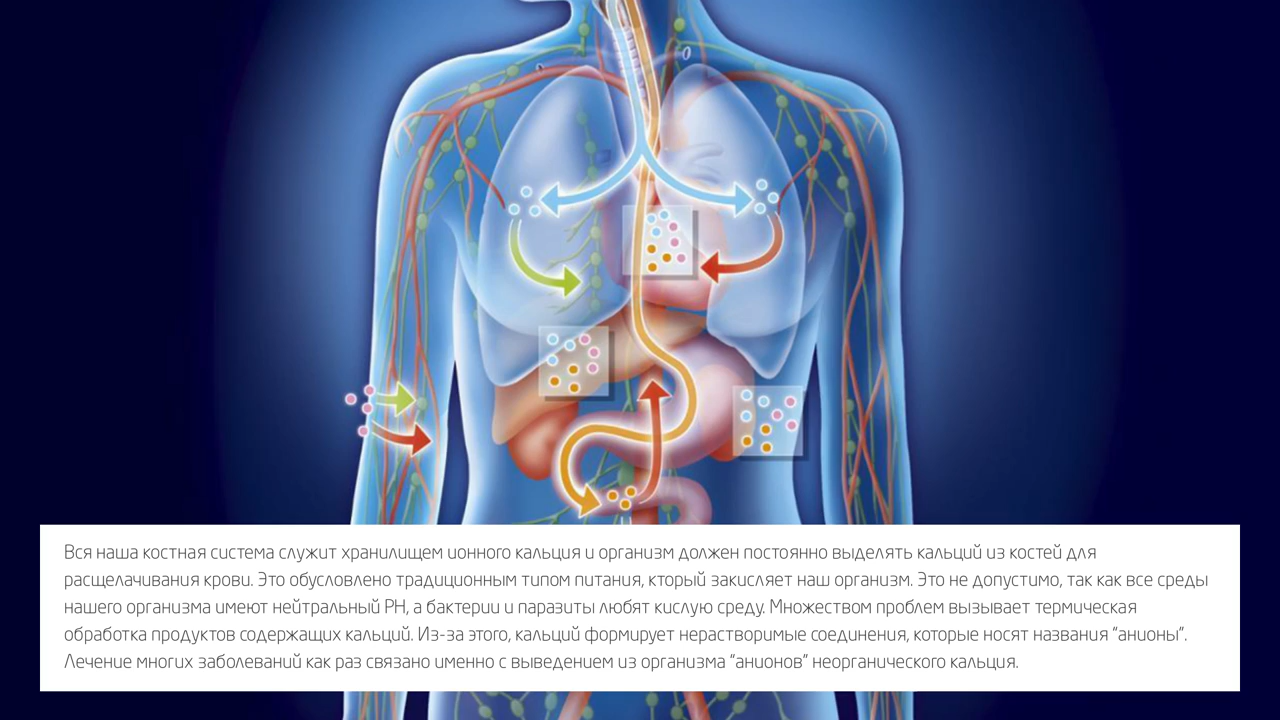 Вся наша костная система служит хранилищем ионного кальция и организм должен постоянно выделять кальций из костей для
расщелачивания крови. Это обусловлено традиционным типом питания, кторый закисляет наш организм. Это не допустимо, так как все среды
нашего организма имеют нейтральный PH, а бактерии и паразиты любят кислую среду. Множеством проблем вызывает термическая
обработка продуктов содержащих кальций. Из-за этого, кальций формирует нерастворимые соединения, которые носят названия “анионы”.
Лечение многих заболеваний как раз связано именно с выведением из организма “анионов” неорганического кальция.